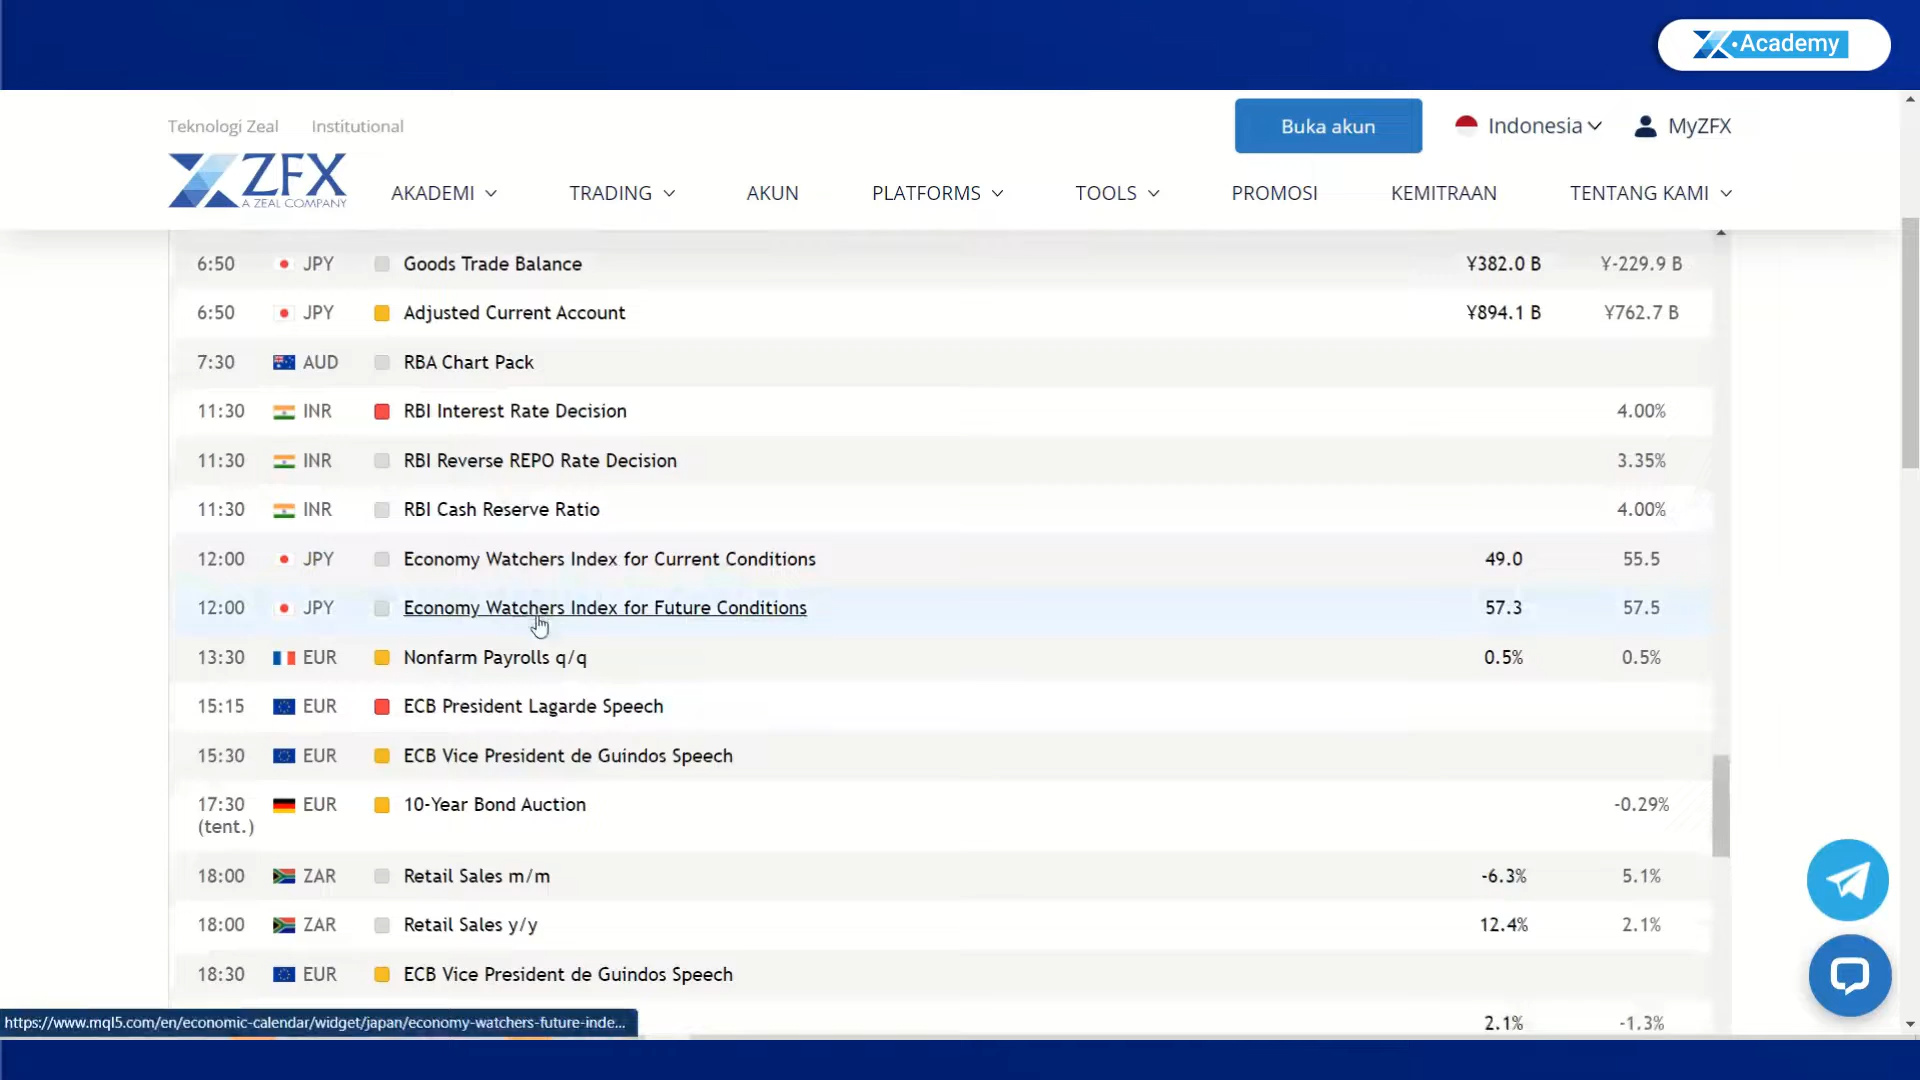 Academy
Teknologi Zeal Institutional
Buka akun Indonesia MyZFX
ZFX
A ZEAL COMPANY
AKADEMI TRADING AKUN PLATFORMS TOOLS PROMOSI KEMITRAAN TENTANG KAMI
6:50 JPY Goods Trade Balance ¥382.0 B ¥-229.9 B
6:50 JPY Adjusted Current Account ¥894.1 B ¥762.7 B
7:30 AUD RBA Chart Pack
11:30 INR RBI Interest Rate Decision 4.00%
11:30 INR RBI Reverse REPO Rate Decision 3.35%
11:30 INR RBI Cash Reserve Ratio 4.00%
12:00 JPY Economy Watchers Index for Current Conditions 49.0 55.5
12:00 JPY Economy Watchers Index for Future Conditions 57.3 57.5
13:30 EUR Nonfarm Payrolls q/q 0.5% 0.5%
15:15 EUR ECB President Lagarde Speech
15:30 EUR ECB Vice President de Guindos Speech
17:30 EUR 10-Year Bond Auction -0.29%
(tent.)
18:00 ZAR Retail Sales m/m -6.3% 5.1%
18:00 ZAR Retail Sales y/y 12.4% 2.1%
18:30 EUR ECB Vice President de Guindos Speech
2.1% -1.3%
https://www.mql5.com/en/economic-calendar/widget/japan/economy-watchers-future-inde...